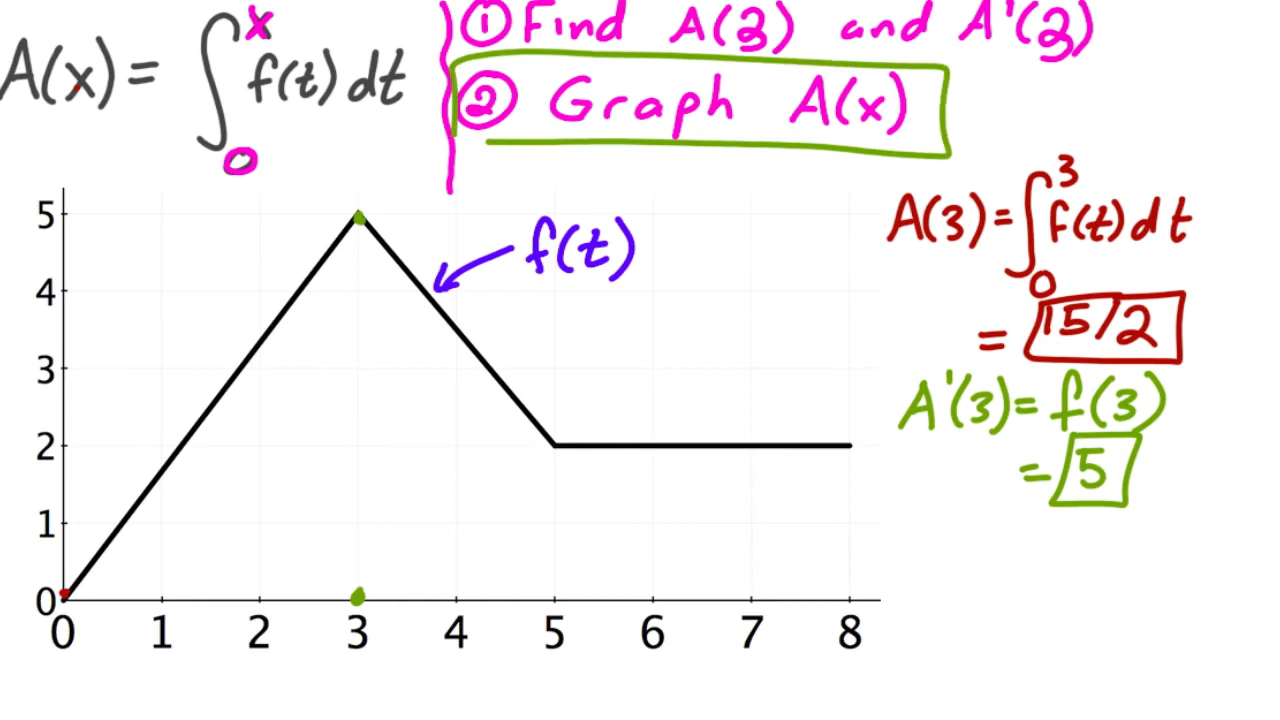 A(x) = ∫₀ˣ f(t) dt
① Find A(3) and A'(3)
② Graph A(x)
A(3) = ∫₀³ f(t) dt
= 15/2
A'(3) = f(3)
= 5
f(t)
5
4
3
2
1
0
0 1 2 3 4 5 6 7 8